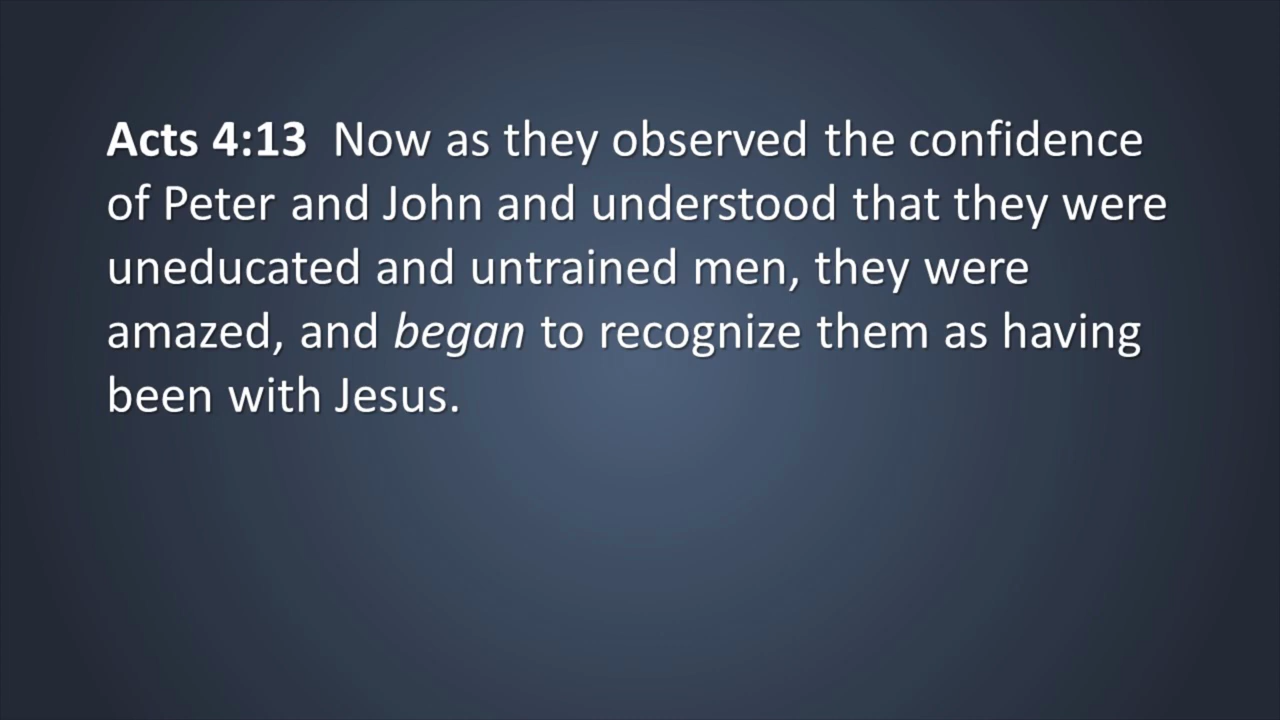 Acts 4:13  Now as they observed the confidence
of Peter and John and understood that they were
uneducated and untrained men, they were
amazed, and began to recognize them as having
been with Jesus.